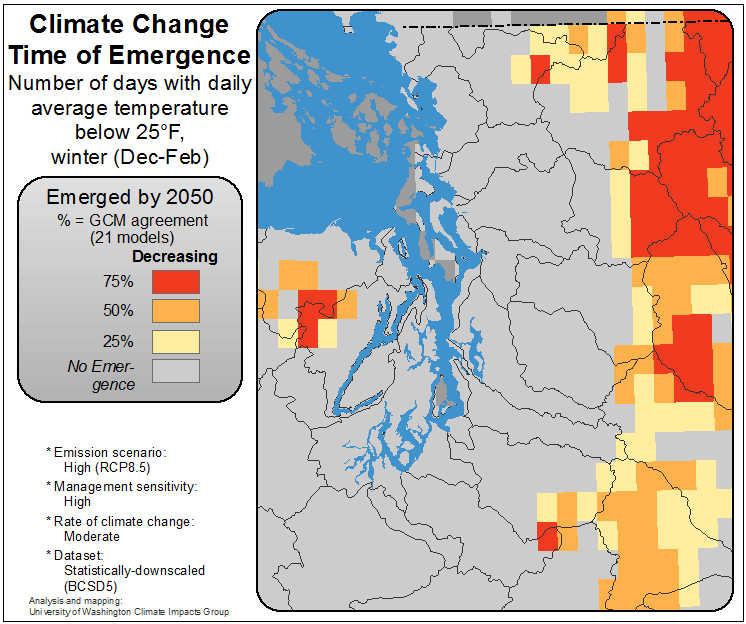 Climate Change
Time of Emergence
Number of days with daily
average temperature
below 25°F,
winter (Dec-Feb)
Emerged by 2050
% = GCM agreement
(21 models)
Decreasing
75%
50%
25%
No Emer-
gence
* Emission scenario:
High (RCP8.5)
* Management sensitivity:
High
* Rate of climate change:
Moderate
* Dataset:
Statistically-downscaled
(BCSD5)
Analysis and mapping:
University of Washington Climate Impacts Group